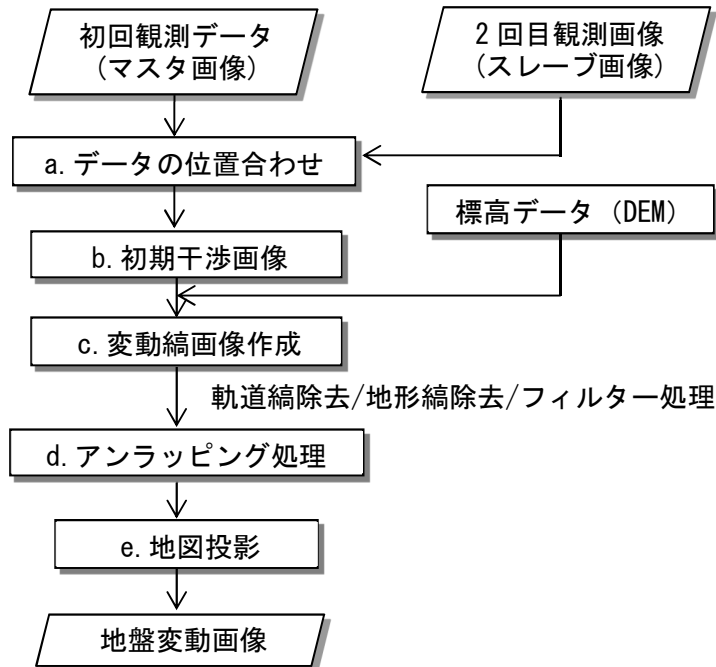 初回観測データ
(マスタ画像)
2 回目観測画像
(スレーブ画像)
a. データの位置合わせ
標高データ (DEM)
b. 初期干渉画像
c. 変動縞画像作成
軌道縞除去/地形縞除去/フィルター処理
d. アンラッピング処理
e. 地図投影
地盤変動画像